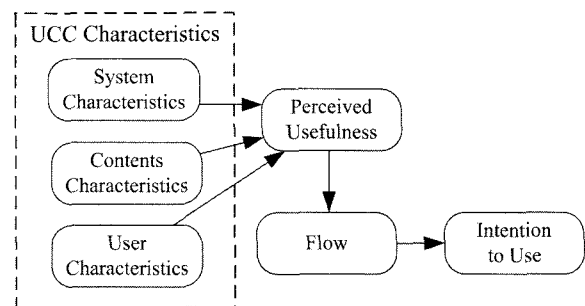 UCC Characteristics
System
Characteristics
Contents
Characteristics
User
Characteristics
Perceived
Usefulness
Flow
Intention
to Use